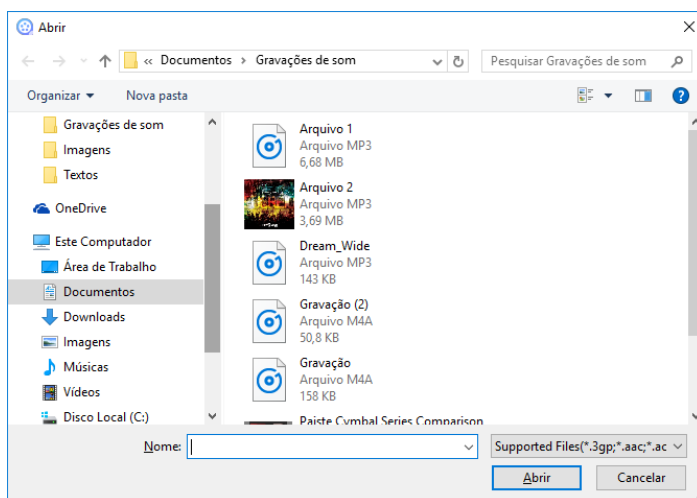 Abrir
« Documentos › Gravações de som
Pesquisar Gravações de som
Organizar
Nova pasta
Gravações de som
Imagens
Textos
OneDrive
Este Computador
Área de Trabalho
Documentos
Downloads
Imagens
Músicas
Vídeos
Disco Local (C:)
Arquivo 1
Arquivo MP3
6,68 MB
Arquivo 2
Arquivo MP3
3,69 MB
Dream_Wide
Arquivo MP3
143 KB
Gravação (2)
Arquivo M4A
50,8 KB
Gravação
Arquivo M4A
158 KB
Paiste Cymbal Series Comparison
Nome:
Supported Files(*.3gp;*.aac;*.ac
Abrir
Cancelar